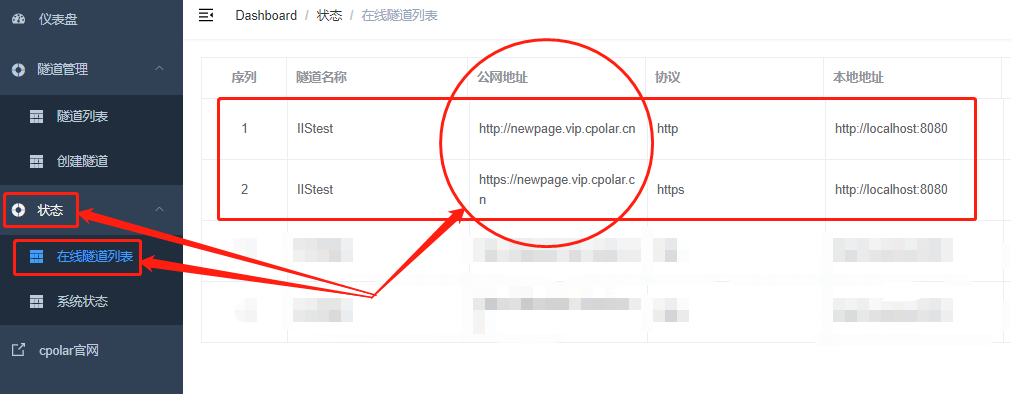 仪表盘
隧道管理
隧道列表
创建隧道
状态
在线隧道列表
系统状态
cpolar官网
Dashboard / 状态 / 在线隧道列表
序列 隧道名称 公网地址 协议 本地地址
1 IIStest http://newpage.vip.cpolar.cn http http://localhost:8080
2 IIStest https://newpage.vip.cpolar.c
n https http://localhost:8080